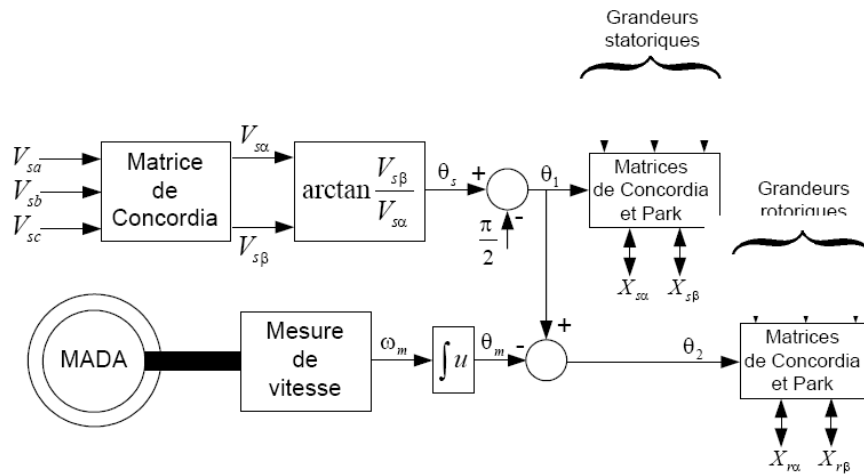 Grandeurs
statoriques
V_sa
V_sb
V_sc
Matrice
de
Concordia
V_sα
V_sβ
arctan V_sβ / V_sα
θ_s
+
-
π/2
θ_1
Matrices
de Concordia
et Park
X_sα
X_sβ
Grandeurs
rotoriques
MADA
Mesure
de
vitesse
ω_m
∫u
θ_m
-
+
θ_2
Matrices
de Concordia
et Park
X_rα
X_rβ